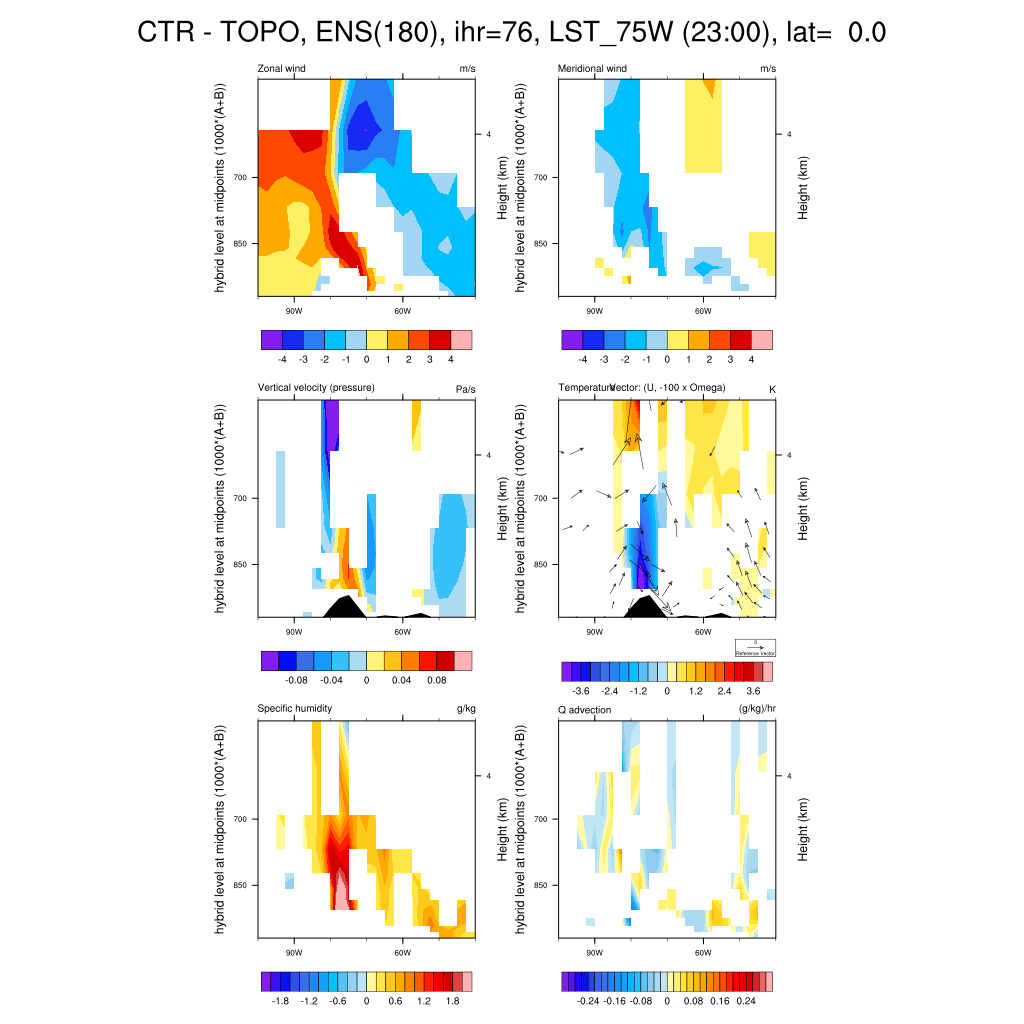 CTR - TOPO, ENS(180), ihr=76, LST_75W (23:00), lat= 0.0
Zonal wind m/s
hybrid level at midpoints (1000*(A+B))
700
850
4
Height (km)
90W 60W
-4 -3 -2 -1 0 1 2 3 4
Meridional wind m/s
hybrid level at midpoints (1000*(A+B))
700
850
4
Height (km)
90W 60W
-4 -3 -2 -1 0 1 2 3 4
Vertical velocity (pressure) Pa/s
hybrid level at midpoints (1000*(A+B))
700
850
4
Height (km)
90W 60W
-0.08 -0.04 0 0.04 0.08
Temperature Vector: (U, -100 x Omega) K
hybrid level at midpoints (1000*(A+B))
700
850
4
Height (km)
90W 60W
3
Reference Vector
-3.6 -2.4 -1.2 0 1.2 2.4 3.6
Specific humidity g/kg
hybrid level at midpoints (1000*(A+B))
700
850
4
Height (km)
90W 60W
-1.8 -1.2 -0.6 0 0.6 1.2 1.8
Q advection (g/kg)/hr
hybrid level at midpoints (1000*(A+B))
700
850
4
Height (km)
90W 60W
-0.24 -0.16 -0.08 0 0.08 0.16 0.24